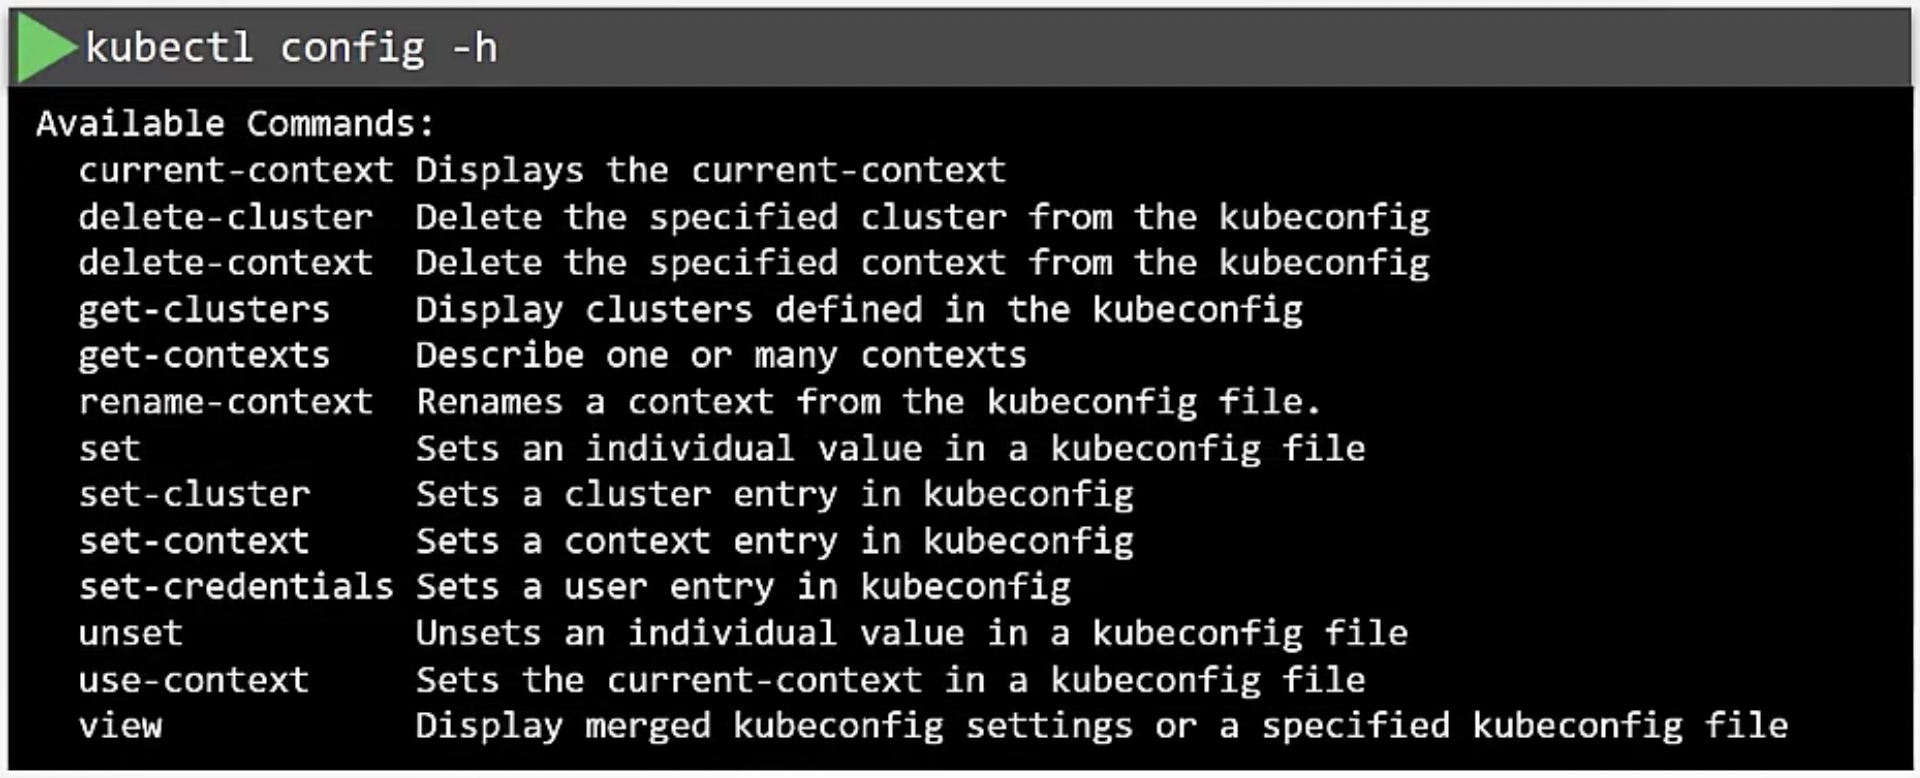 kubectl config -h
Available Commands:
current-context Displays the current-context
delete-cluster Delete the specified cluster from the kubeconfig
delete-context Delete the specified context from the kubeconfig
get-clusters Display clusters defined in the kubeconfig
get-contexts Describe one or many contexts
rename-context Renames a context from the kubeconfig file.
set Sets an individual value in a kubeconfig file
set-cluster Sets a cluster entry in kubeconfig
set-context Sets a context entry in kubeconfig
set-credentials Sets a user entry in kubeconfig
unset Unsets an individual value in a kubeconfig file
use-context Sets the current-context in a kubeconfig file
view Display merged kubeconfig settings or a specified kubeconfig file